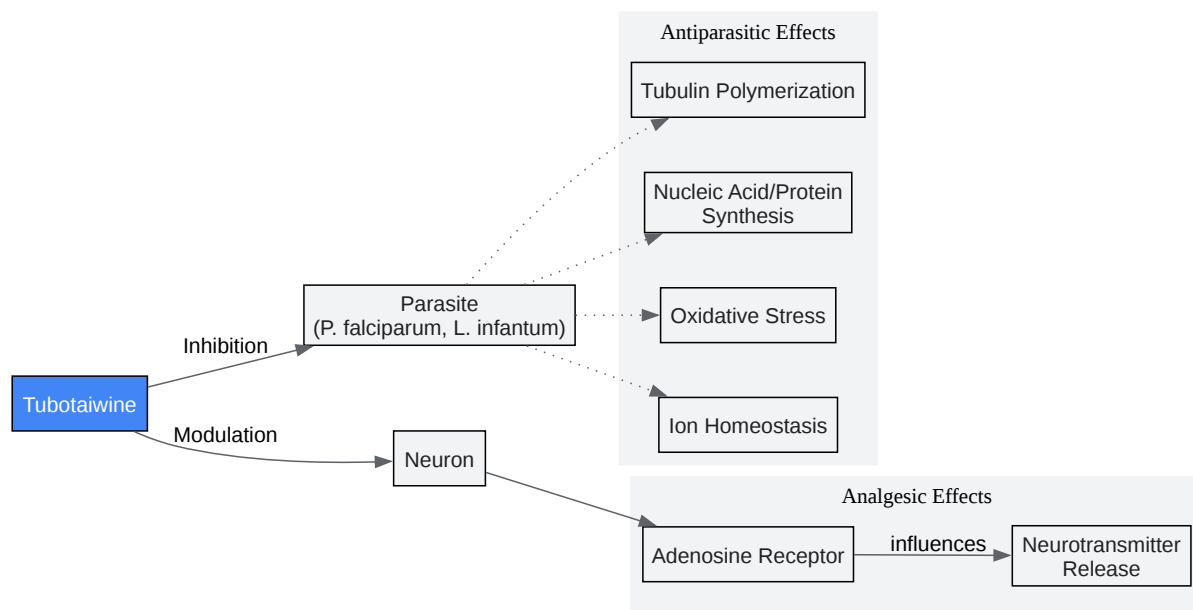 Antiparasitic Effects
Tubulin Polymerization
Nucleic Acid/Protein
Synthesis
Oxidative Stress
Ion Homeostasis
Parasite
(P. falciparum, L. infantum)
Inhibition
Tubotaiwine
Modulation
Neuron
Analgesic Effects
Adenosine Receptor
influences
Neurotransmitter
Release